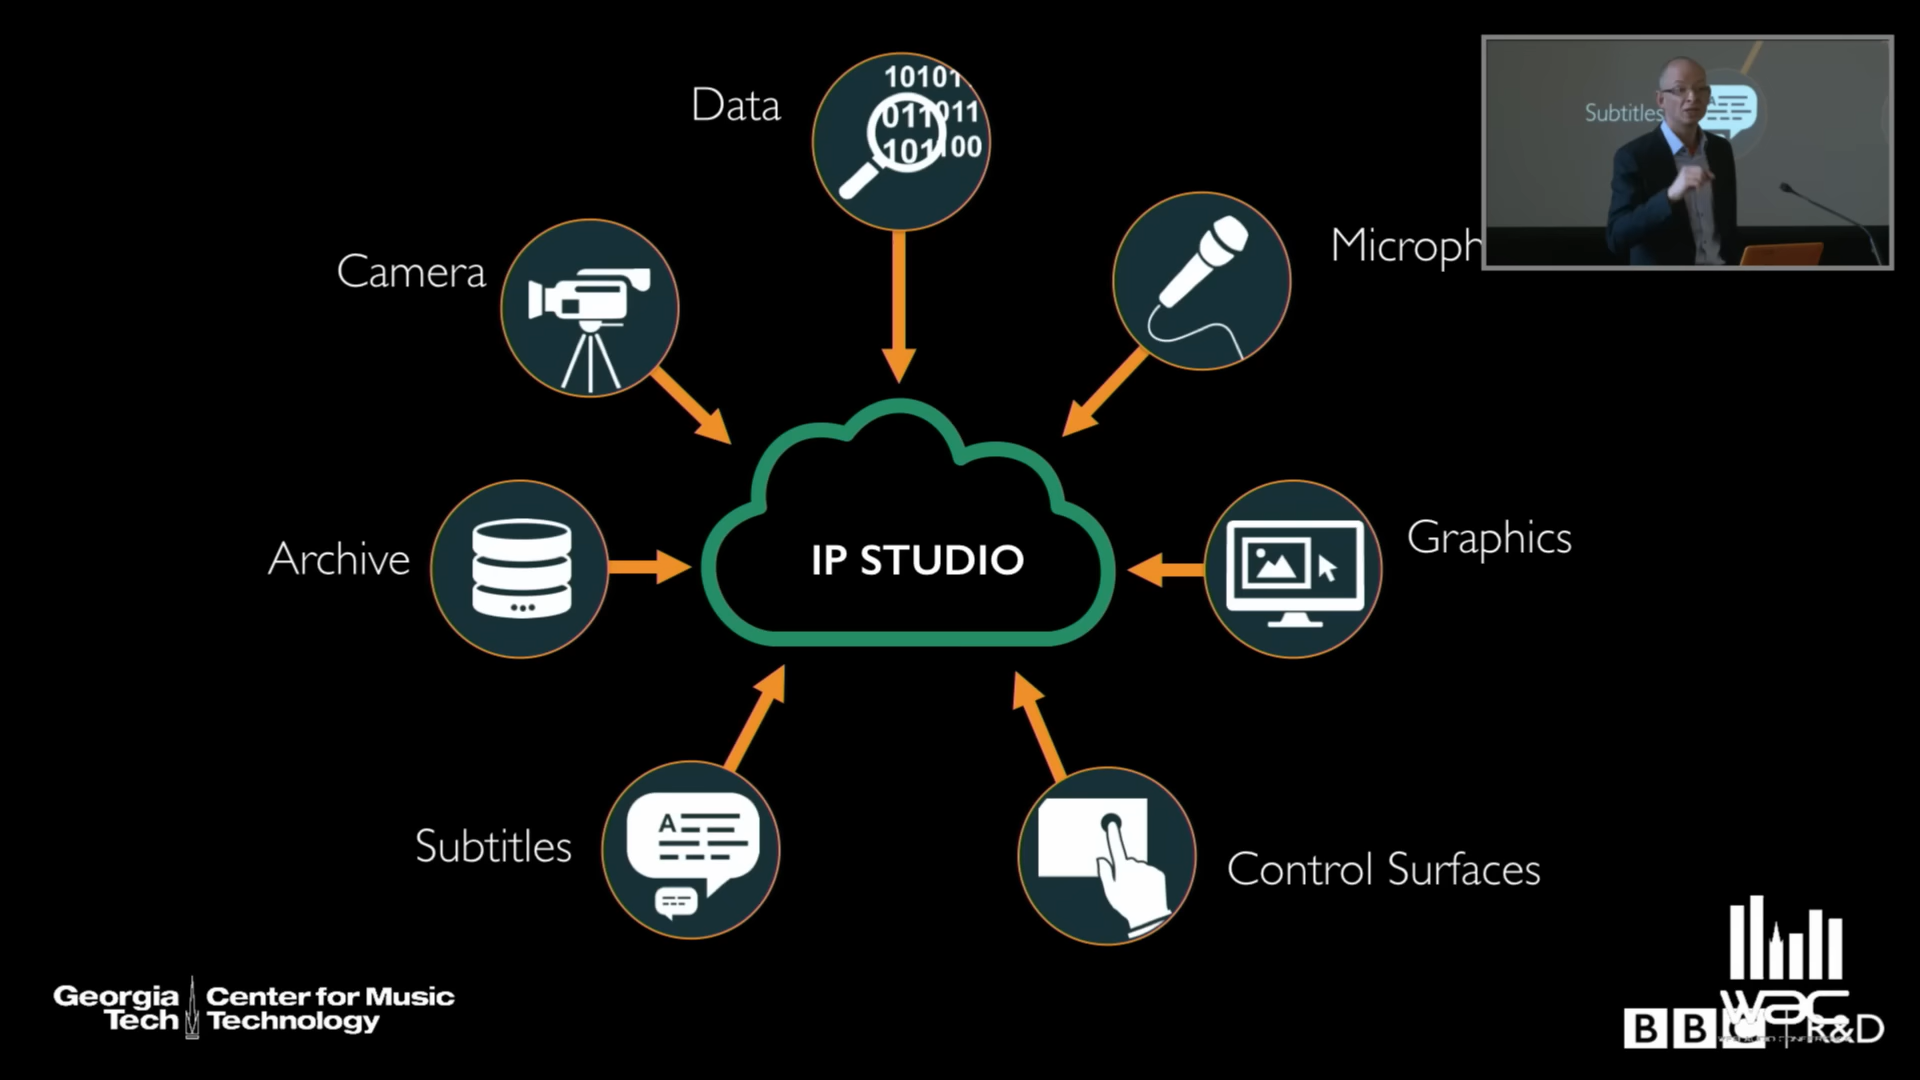 Data
10101
011011
101100
Camera
Microph
Subtitles
Archive
IP STUDIO
Graphics
Subtitles
A
Control Surfaces
Georgia Tech
Center for Music Technology
wac
BBC R&D